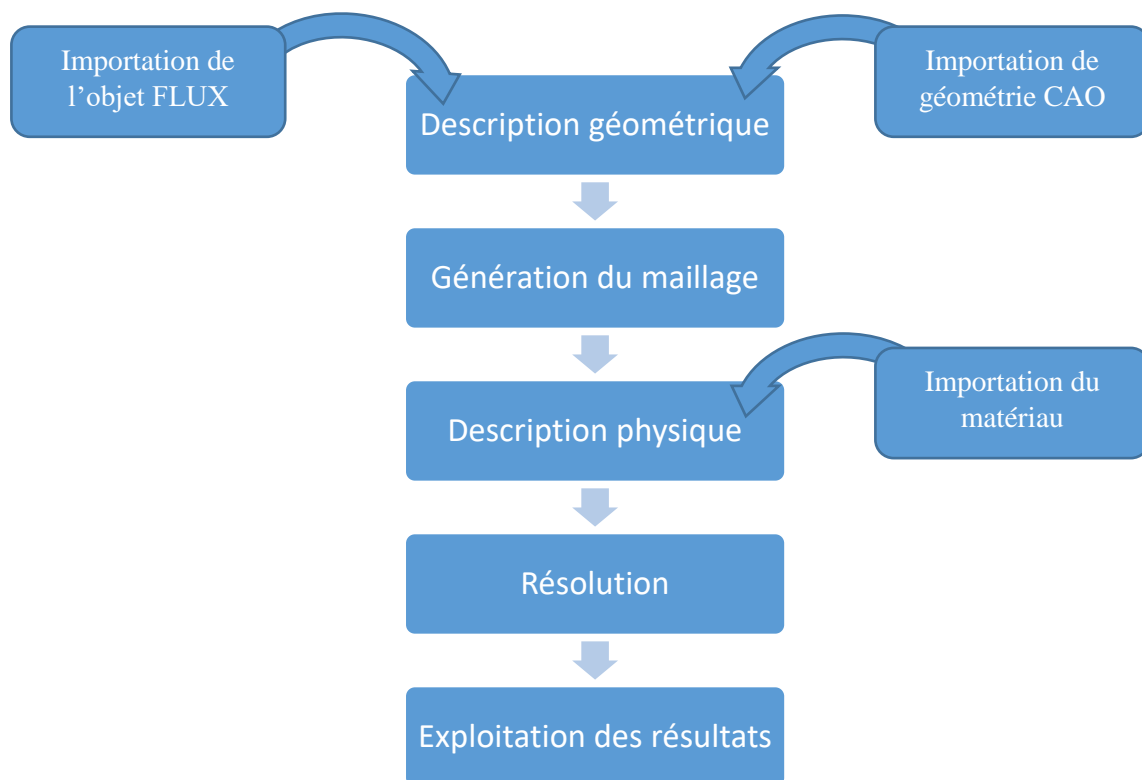 Importation de
l’objet FLUX
Importation de
géométrie CAO
Description géométrique
Génération du maillage
Description physique
Importation du
matériau
Résolution
Exploitation des résultats